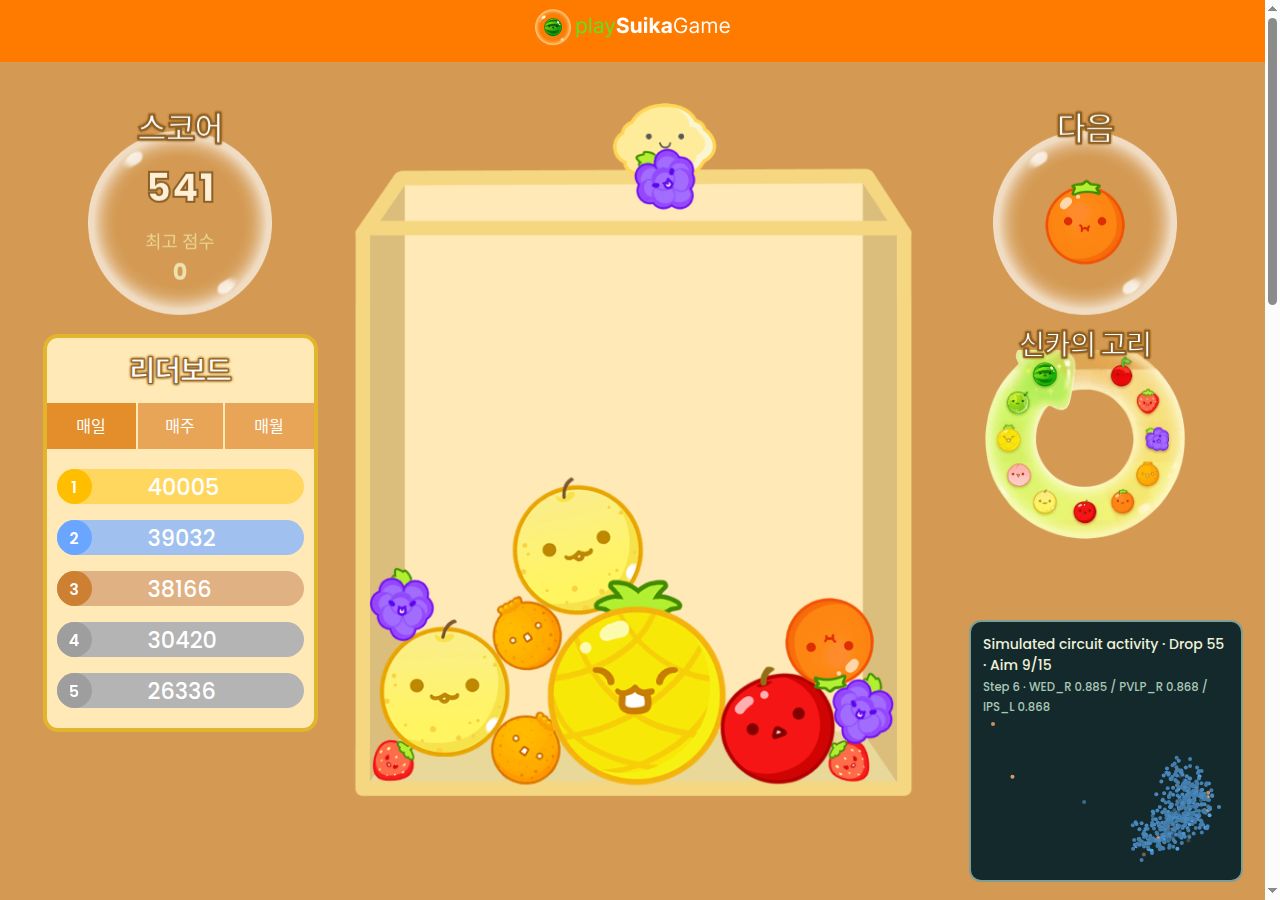 playSuikaGame
스코어
541
최고 점수
0
리더보드
매일 매주 매월
1 40005
2 39032
3 38166
4 30420
5 26336
다음
신카의 고리
Simulated circuit activity · Drop 55
· Aim 9/15
Step 6 · WED_R 0.885 / PVLP_R 0.868 /
IPS_L 0.868